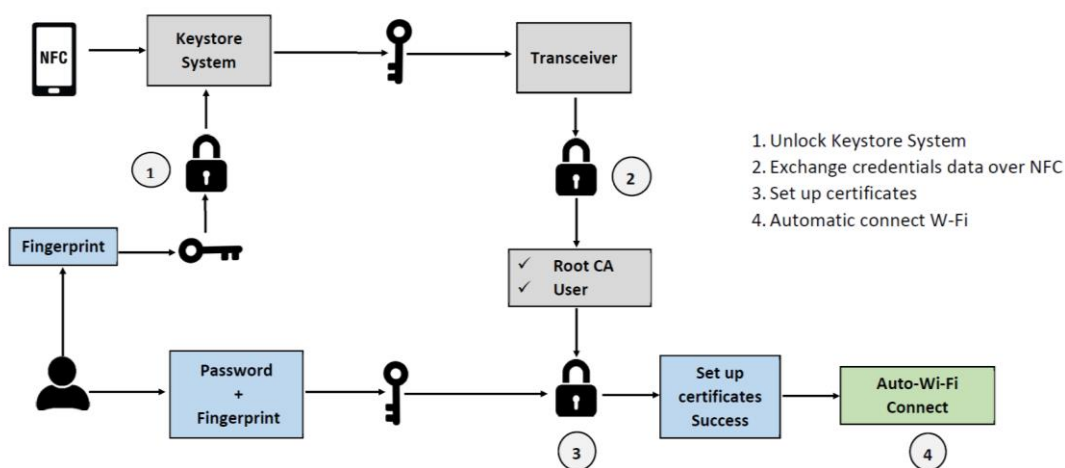 NFC
Keystore
System
Transceiver
1
2
1. Unlock Keystore System
2. Exchange credentials data over NFC
3. Set up certificates
4. Automatic connect W-Fi
Fingerprint
✓ Root CA
✓ User
Password
+
Fingerprint
Set up
certificates
Success
Auto-Wi-Fi
Connect
3
4